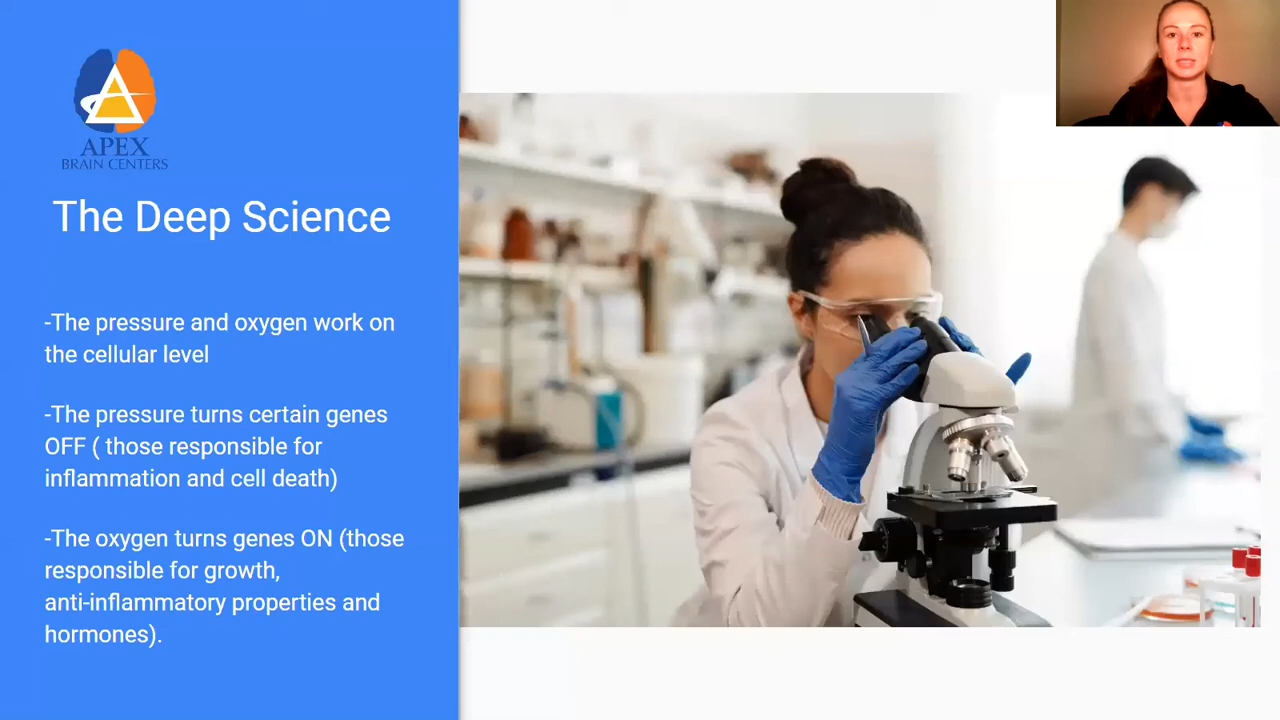 APEX
BRAIN CENTERS
The Deep Science
-The pressure and oxygen work on
the cellular level
-The pressure turns certain genes
OFF ( those responsible for
inflammation and cell death)
-The oxygen turns genes ON (those
responsible for growth,
anti-inflammatory properties and
hormones).